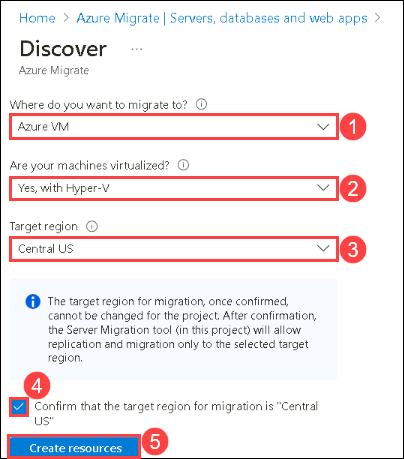 Home > Azure Migrate | Servers, databases and web apps >
Discover ...
Azure Migrate
Where do you want to migrate to?
Azure VM
1
Are your machines virtualized?
Yes, with Hyper-V
2
Target region
Central US
3
The target region for migration, once confirmed,
cannot be changed for the project. After confirmation,
the Server Migration tool (in this project) will allow
replication and migration only to the selected target
region.
4
Confirm that the target region for migration is "Central
US"
Create resources
5